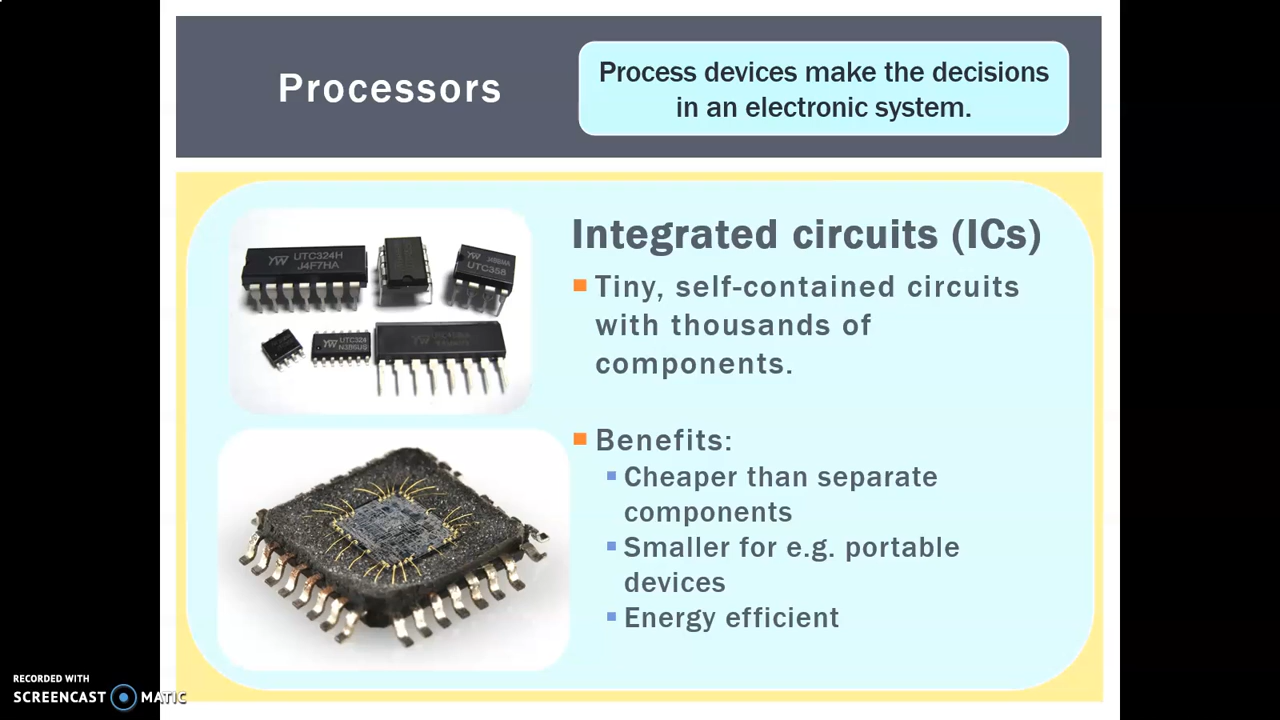 Processors
Process devices make the decisions
in an electronic system.
UTC324H
J4F7HA
UTC358
UTC324
Integrated circuits (ICs)
Tiny, self-contained circuits
with thousands of
components.
Benefits:
Cheaper than separate
components
Smaller for e.g. portable
devices
Energy efficient
RECORDED WITH
SCREENCAST MATIC